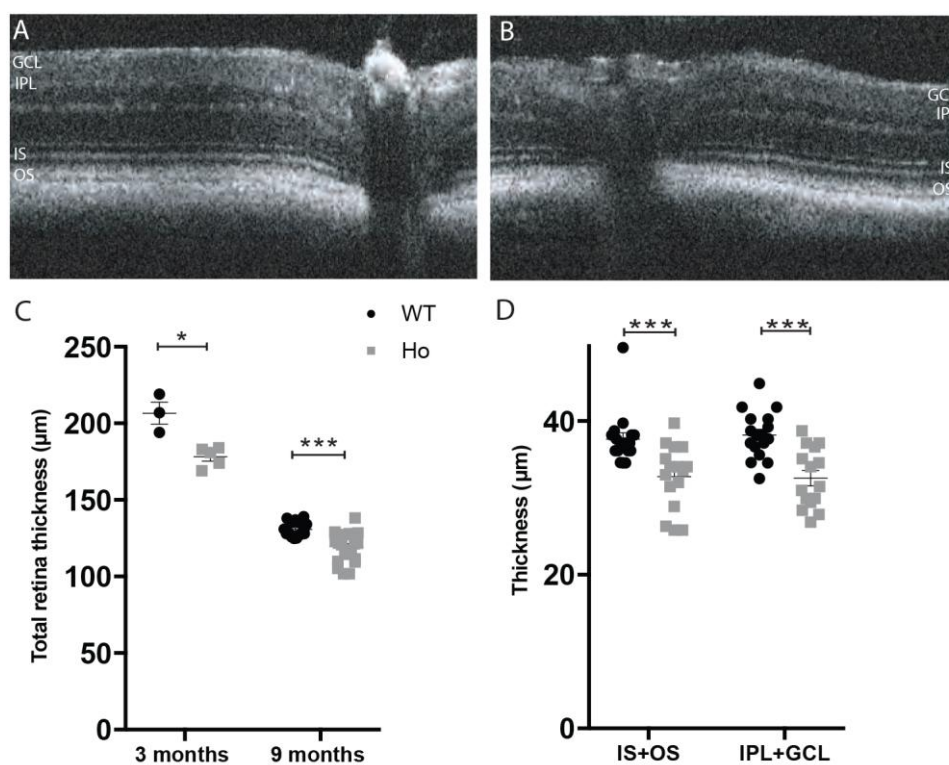 A
GCL
IPL
IS
OS
B
GC
IP
IS
OS
C
WT
Ho
Total retina thickness (µm)
250
200
150
100
50
0
*
***
3 months
9 months
D
Thickness (µm)
40
20
0
***
***
IS+OS
IPL+GCL